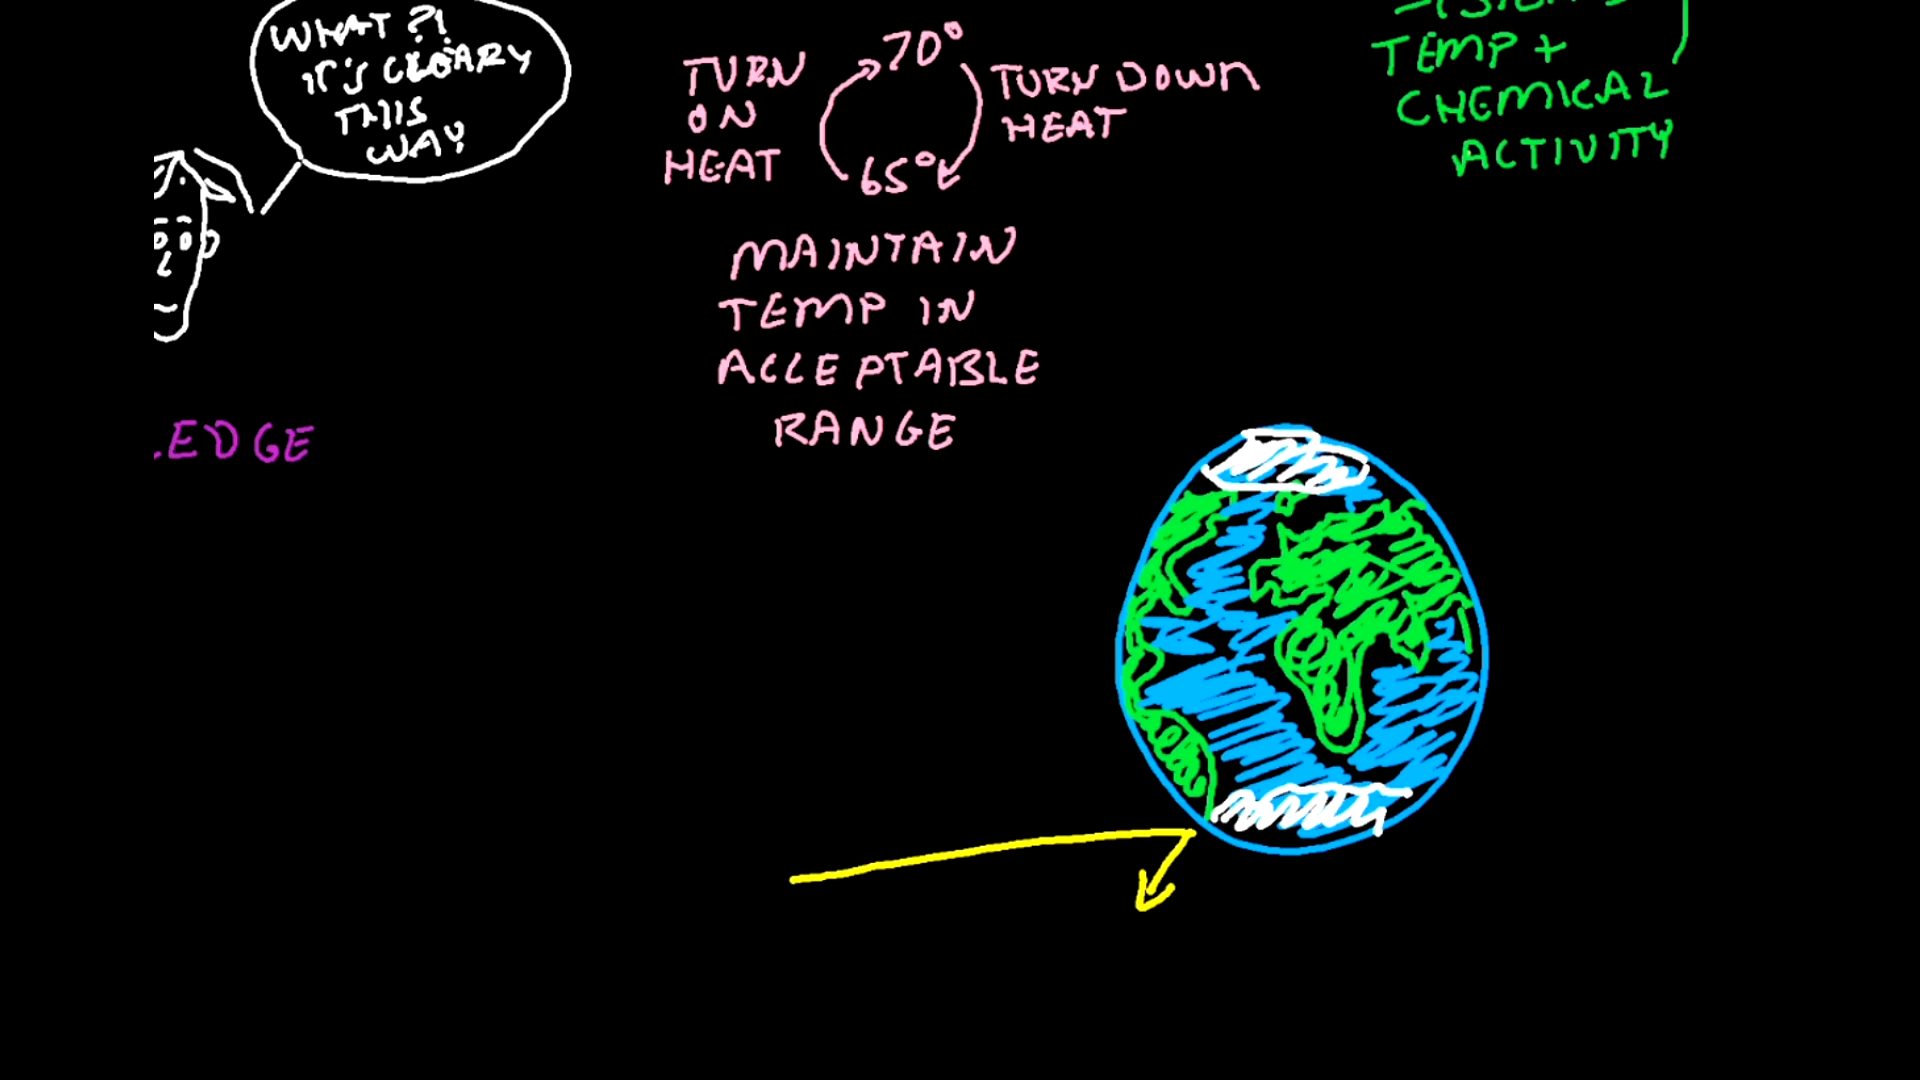 WHAT?!
IT'S CLEARY
THIS
WAY
TURN
ON
HEAT
70°
65°
TURN DOWN
HEAT
MAINTAIN
TEMP IN
ACCEPTABLE
RANGE
TEMP +
CHEMICAL
ACTIVITY
EDGE